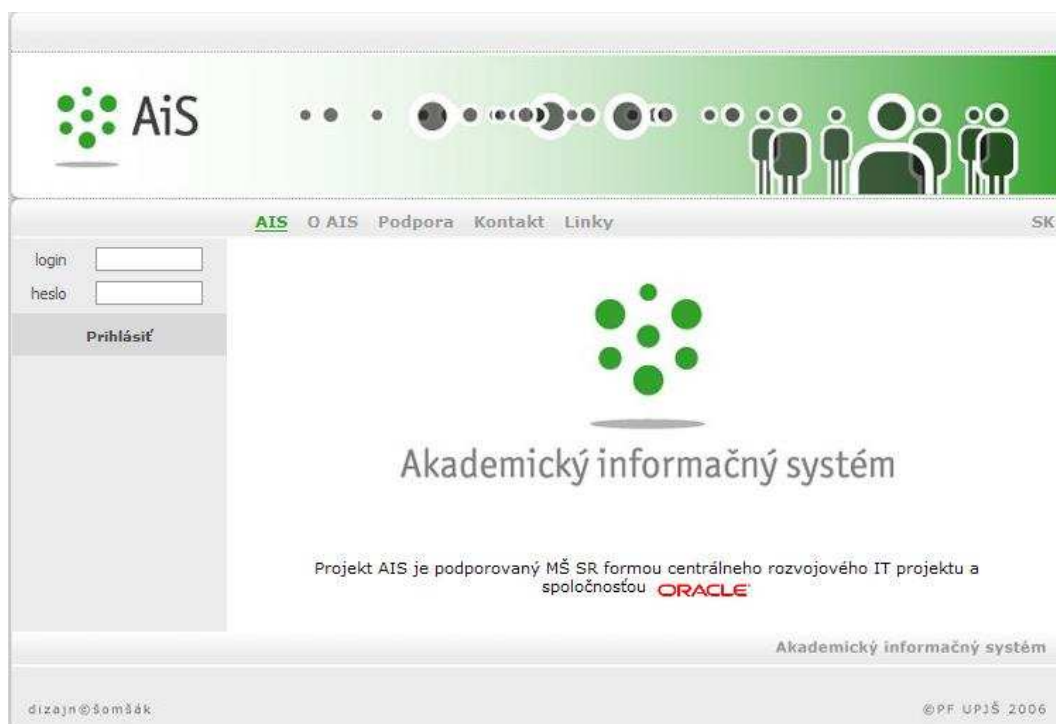 AiS
AIS O AIS Podpora Kontakt Linky SK
login
heslo
Prihlásiť
Akademický informačný systém
Projekt AIS je podporovaný MŠ SR formou centrálneho rozvojového IT projektu a
spoločnosťou ORACLE
Akademický informačný systém
dizajn©šomšák ©PF UPJŠ 2006